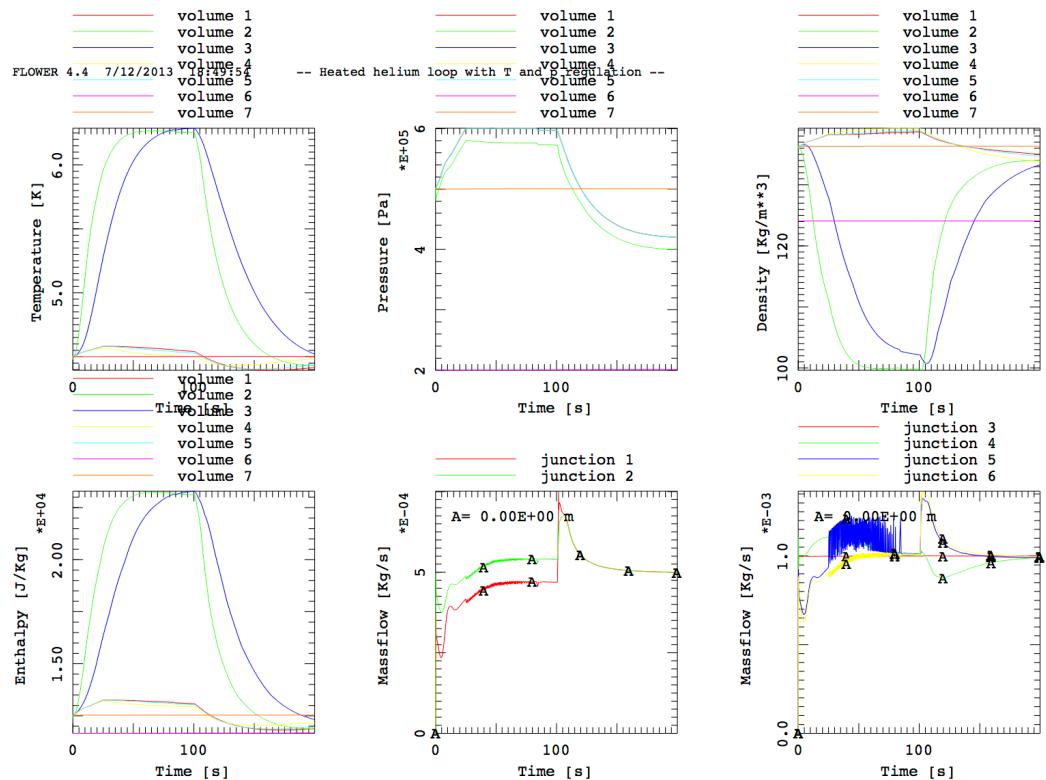 volume 1
volume 2
volume 3
volume 4
volume 5
volume 6
volume 7
volume 1
volume 2
volume 3
volume 4
volume 5
volume 6
volume 7
volume 1
volume 2
volume 3
volume 4
volume 5
volume 6
volume 7
FLOWER 4.4 7/12/2013 18:49:54 -- Heated helium loop with T and p regulation --
Temperature [K]
6.0
5.0
0 100
Time [s]
Pressure [Pa]
*E+05
6
4
2
0 100
Time [s]
Density [Kg/m**3]
120
100
0 100
Time [s]
volume 1
volume 2
volume 3
volume 4
volume 5
volume 6
volume 7
Enthalpy [J/Kg]
*E+04
2.00
1.50
0 100
Time [s]
junction 1
junction 2
Massflow [Kg/s]
*E-04
A= 0.00E+00 m
A A A A A A A A
5
0
0 100
Time [s]
junction 3
junction 4
junction 5
junction 6
Massflow [Kg/s]
*E-03
A= 0.00E+00 m
1.0
0.0
0 100
Time [s]